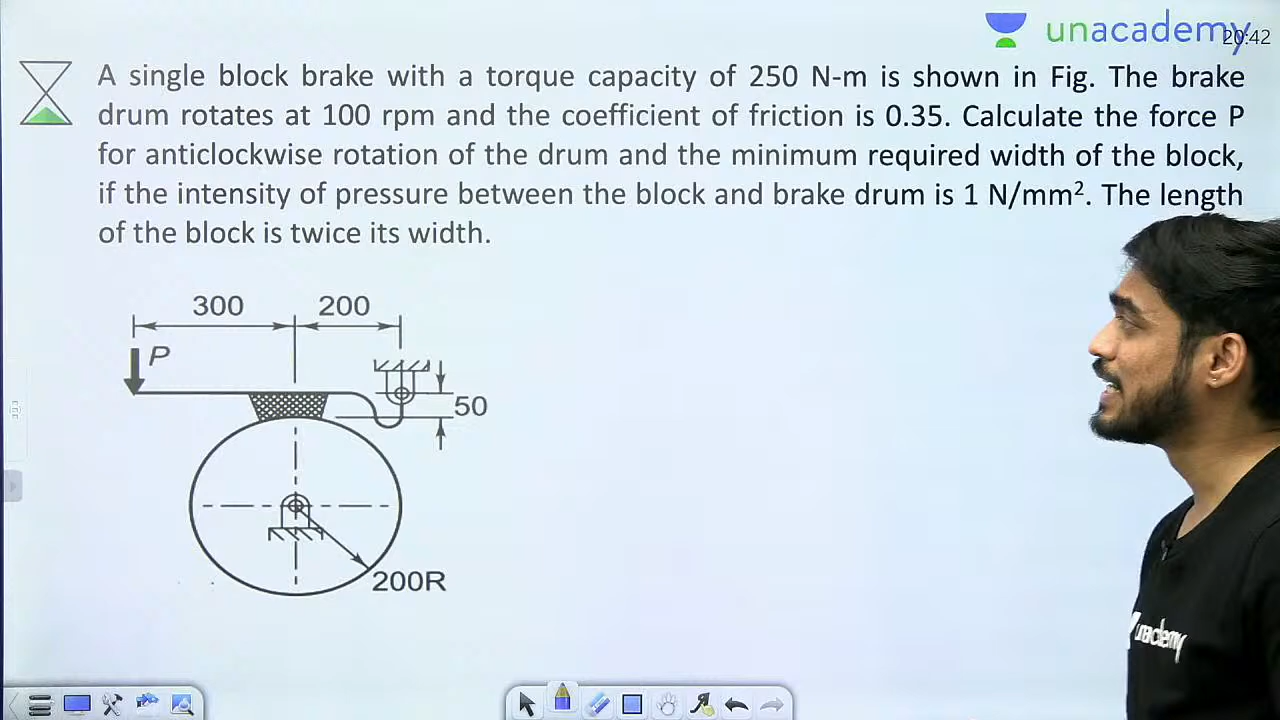 unacademy
20:42
A single block brake with a torque capacity of 250 N-m is shown in Fig. The brake
drum rotates at 100 rpm and the coefficient of friction is 0.35. Calculate the force P
for anticlockwise rotation of the drum and the minimum required width of the block,
if the intensity of pressure between the block and brake drum is 1 N/mm². The length
of the block is twice its width.
300
200
P
50
200R
unacademy